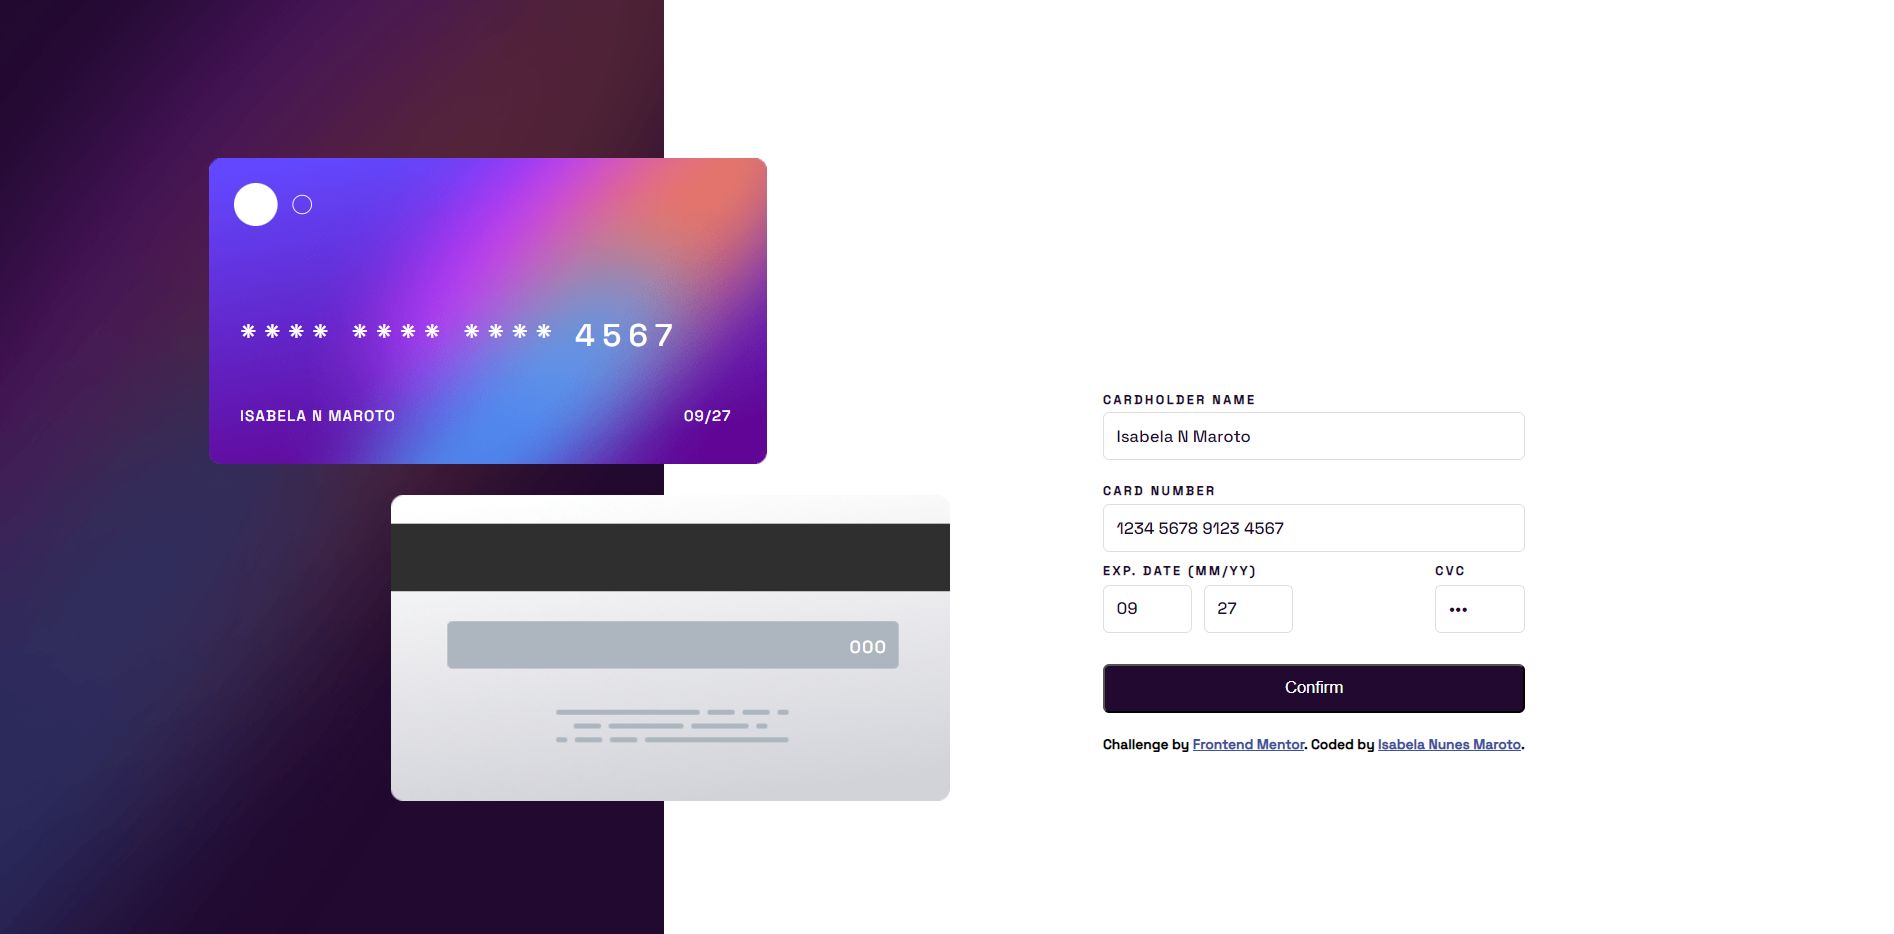 **** **** **** 4567
ISABELA N MAROTO 09/27
000
CARDHOLDER NAME
Isabela N Maroto
CARD NUMBER
1234 5678 9123 4567
EXP. DATE (MM/YY) CVC
09 27 •••
Confirm
Challenge by Frontend Mentor. Coded by Isabela Nunes Maroto.